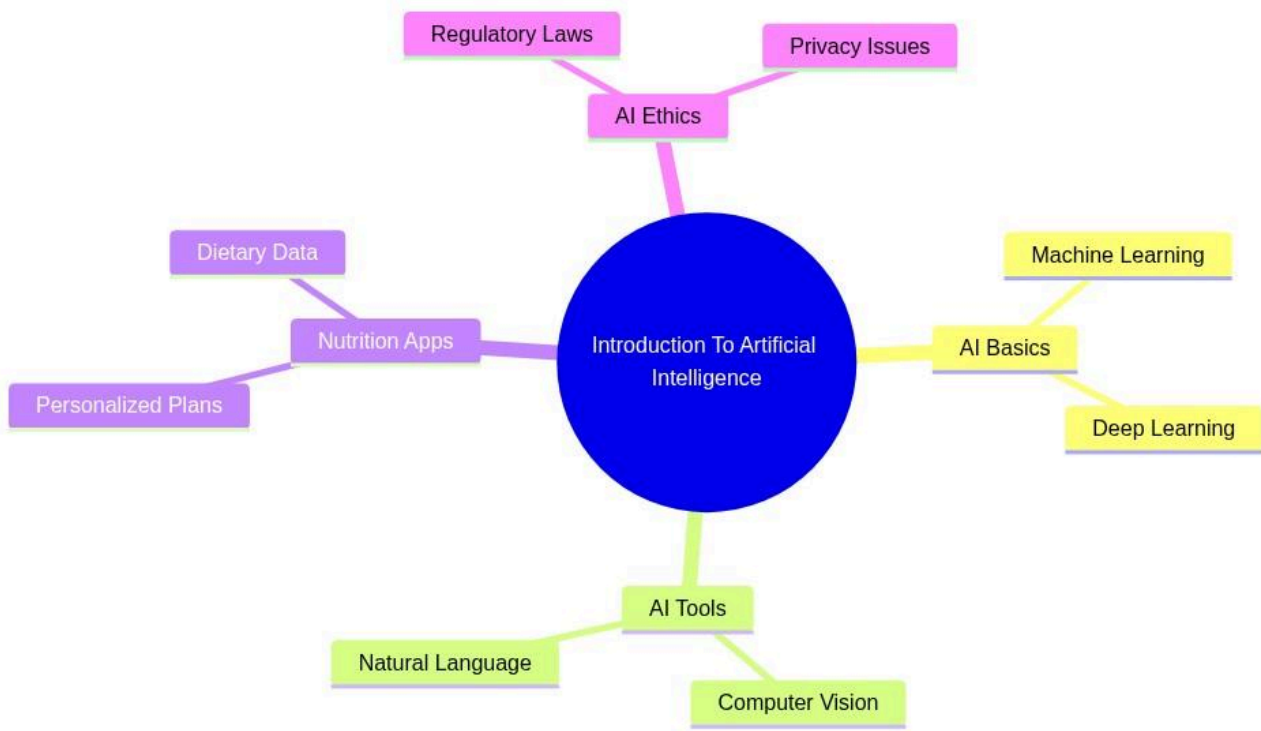 Regulatory Laws
Privacy Issues
AI Ethics
Dietary Data
Nutrition Apps
Personalized Plans
Introduction To Artificial
Intelligence
Machine Learning
AI Basics
Deep Learning
AI Tools
Natural Language
Computer Vision